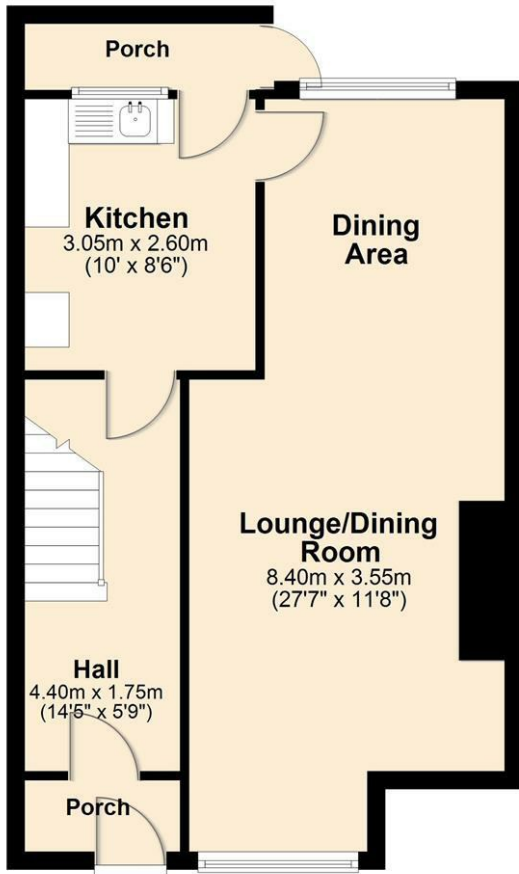 Porch
Kitchen
3.05m x 2.60m
(10' x 8'6")
Dining
Area
Lounge/Dining
Room
8.40m x 3.55m
(27'7" x 11'8")
Hall
4.40m x 1.75m
(14'5" x 5'9")
Porch